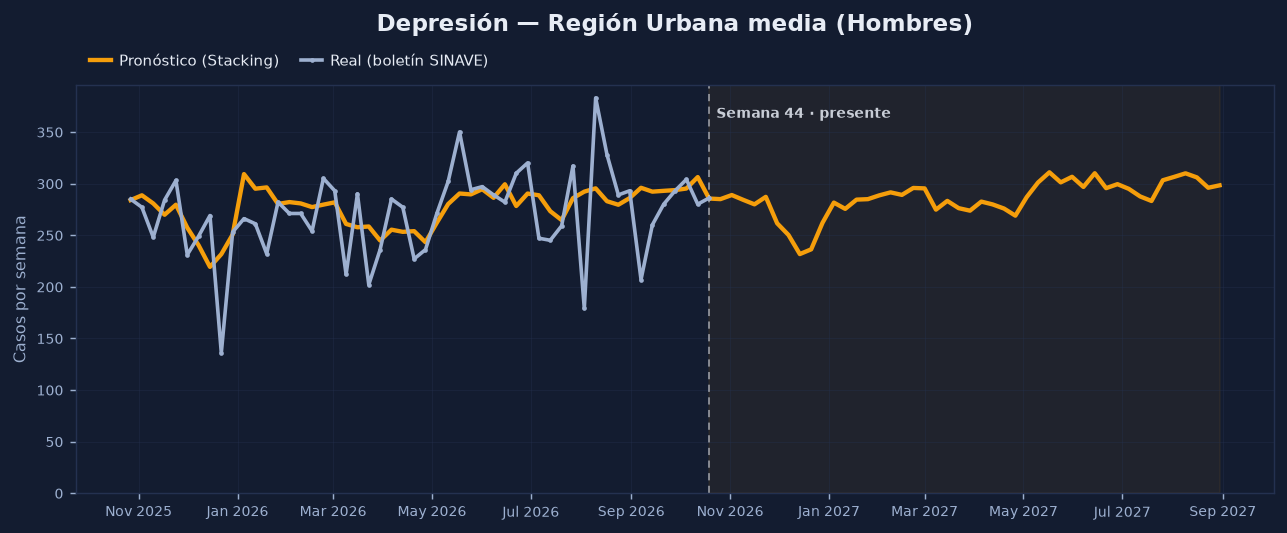 Depresión — Región Urbana media (Hombres)
Pronóstico (Stacking)
Real (boletín SINAVE)
Semana 44 · presente
Casos por semana
350
300
250
200
150
100
50
0
Nov 2025
Jan 2026
Mar 2026
May 2026
Jul 2026
Sep 2026
Nov 2026
Jan 2027
Mar 2027
May 2027
Jul 2027
Sep 2027